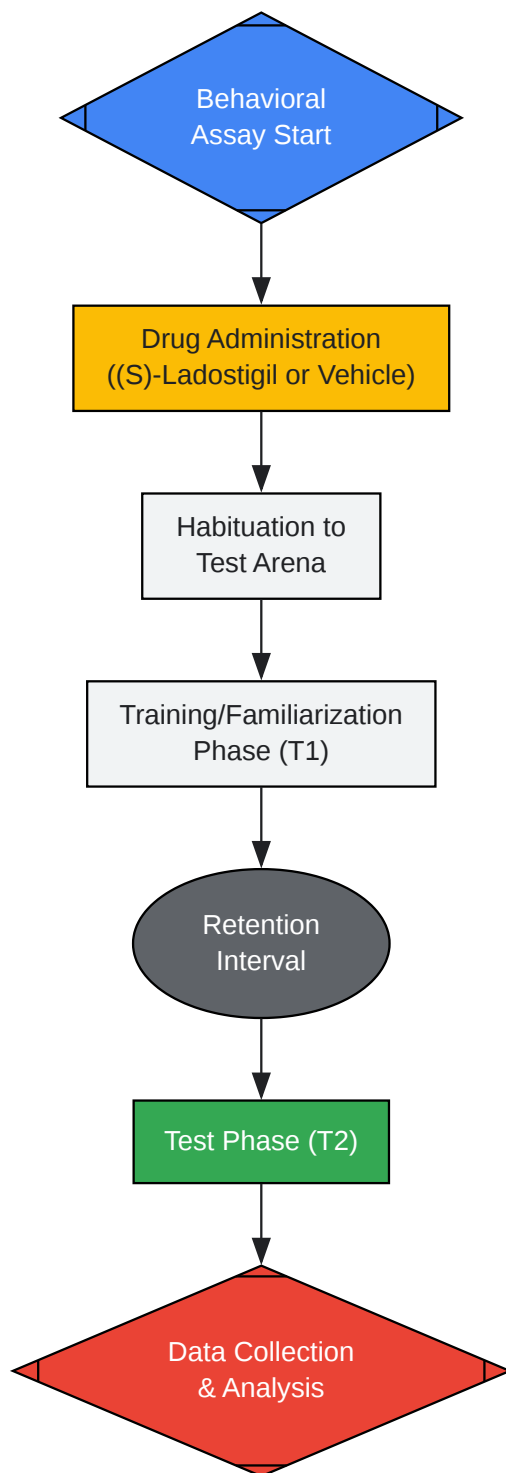 Behavioral
Assay Start
Drug Administration
((S)-Ladostigil or Vehicle)
Habituation to
Test Arena
Training/Familiarization
Phase (T1)
Retention
Interval
Test Phase (T2)
Data Collection
& Analysis